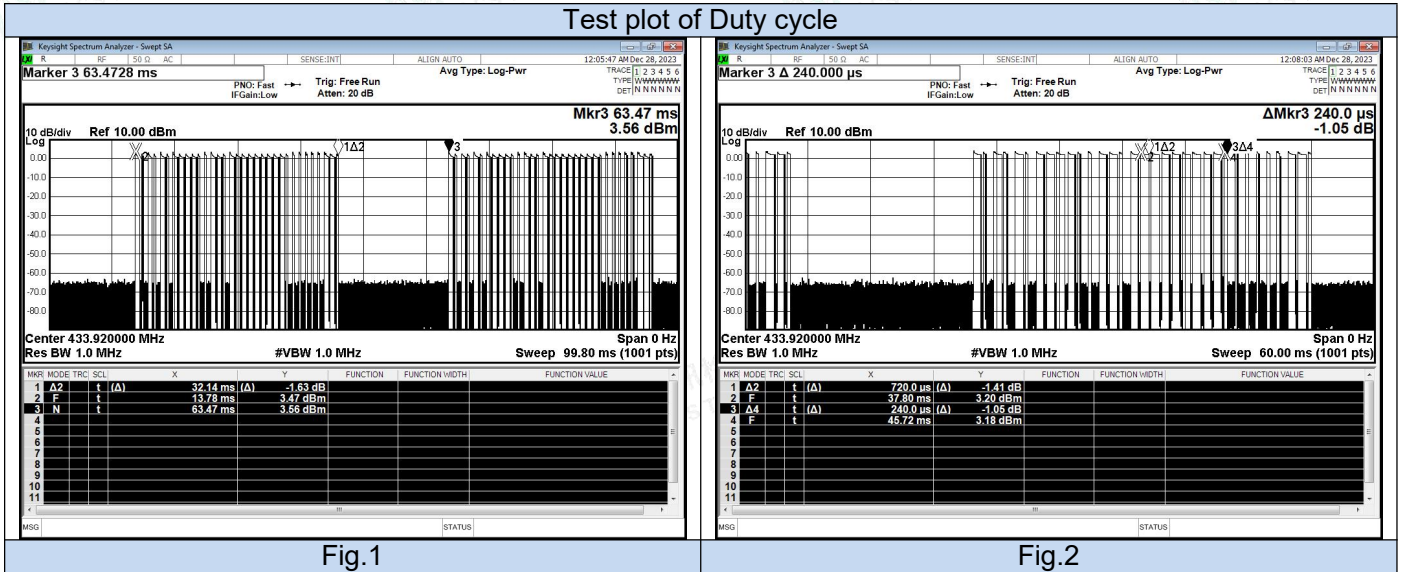 Test plot of Duty cycle
Keysight Spectrum Analyzer - Swept SA
LXI R RF 50 Ω AC SENSE:INT ALIGN AUTO 12:05:47 AM Dec 28, 2023
Marker 3 63.4728 ms
PNO: Fast
IFGain:Low
Trig: Free Run
Atten: 20 dB
Avg Type: Log-Pwr
TRACE 1 2 3 4 5 6
TYPE WWWWWW
DET N N N N N N
Mkr3 63.47 ms
3.56 dBm
10 dB/div Ref 10.00 dBm
Log
1Δ2
2
3
0.00
-10.0
-20.0
-30.0
-40.0
-50.0
-60.0
-70.0
-80.0
Center 433.920000 MHz Span 0 Hz
Res BW 1.0 MHz #VBW 1.0 MHz Sweep 99.80 ms (1001 pts)
MKR MODE TRC SCL X Y FUNCTION FUNCTION WIDTH FUNCTION VALUE
1 Δ2 t (Δ) 32.14 ms (Δ) -1.63 dB
2 F t 13.78 ms 3.47 dBm
3 N t 63.47 ms 3.56 dBm
4
5
6
7
8
9
10
11
MSG STATUS
Fig.1
Keysight Spectrum Analyzer - Swept SA
LXI R RF 50 Ω AC SENSE:INT ALIGN AUTO 12:08:03 AM Dec 28, 2023
Marker 3 Δ 240.000 µs
PNO: Fast
IFGain:Low
Trig: Free Run
Atten: 20 dB
Avg Type: Log-Pwr
TRACE 1 2 3 4 5 6
TYPE WWWWWW
DET N N N N N N
ΔMkr3 240.0 µs
-1.05 dB
10 dB/div Ref 10.00 dBm
Log
1Δ2
2
3Δ4
4
0.00
-10.0
-20.0
-30.0
-40.0
-50.0
-60.0
-70.0
-80.0
Center 433.920000 MHz Span 0 Hz
Res BW 1.0 MHz #VBW 1.0 MHz Sweep 60.00 ms (1001 pts)
MKR MODE TRC SCL X Y FUNCTION FUNCTION WIDTH FUNCTION VALUE
1 Δ2 t (Δ) 720.0 µs (Δ) -1.41 dB
2 F t 37.80 ms 3.20 dBm
3 Δ4 t (Δ) 240.0 µs (Δ) -1.05 dB
4 F t 45.72 ms 3.18 dBm
5
6
7
8
9
10
11
MSG STATUS
Fig.2